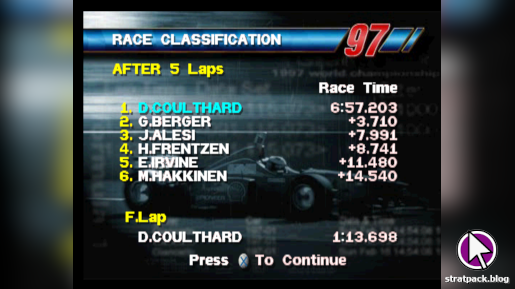 RACE CLASSIFICATION
97
AFTER 5 Laps
Race Time
1. D.COULTHARD 6:57.203
2. G.BERGER +3.710
3. J.ALESI +7.991
4. H.FRENTZEN +8.741
5. E.IRVINE +11.480
6. M.HAKKINEN +14.540
F.Lap
D.COULTHARD 1:13.698
Press X To Continue
stratpack.blog